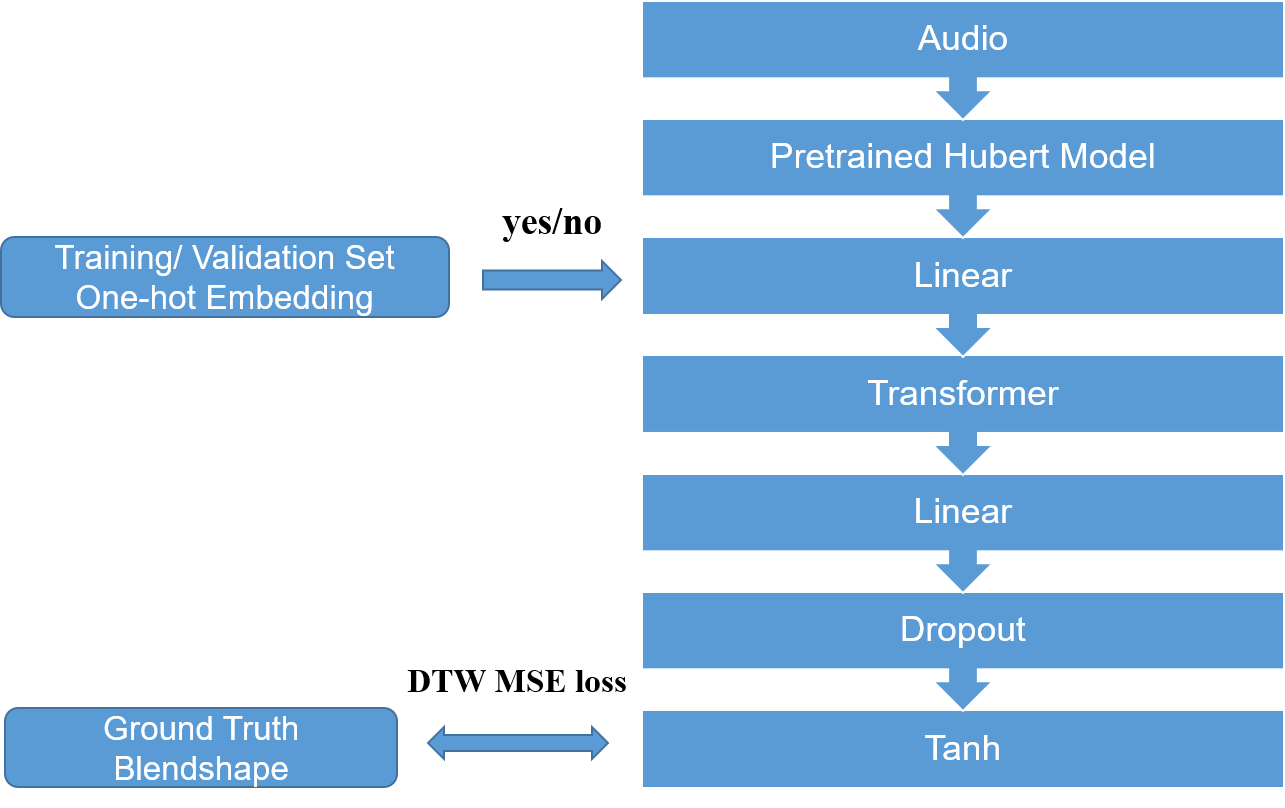 Audio
Pretrained Hubert Model
yes/no
Training/ Validation Set
One-hot Embedding
Linear
Transformer
Linear
Dropout
DTW MSE loss
Ground Truth
Blendshape
Tanh